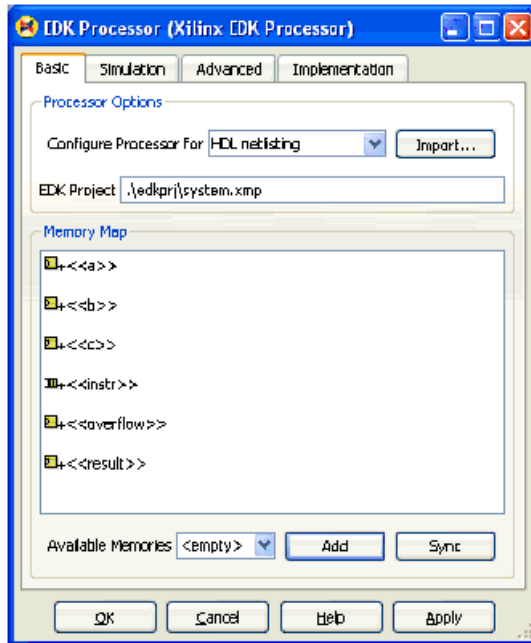 EDK Processor (Xilinx EDK Processor)
Basic Simulation Advanced Implementation
Processor Options
Configure Processor for HDL netlisting Import...
EDK Project .\edkprj\system.xmp
Memory Map
<<a>>
<<b>>
<<c>>
<<instr>>
<<overflow>>
<<result>>
Available Memories <empty> Add Sync
OK Cancel Help Apply